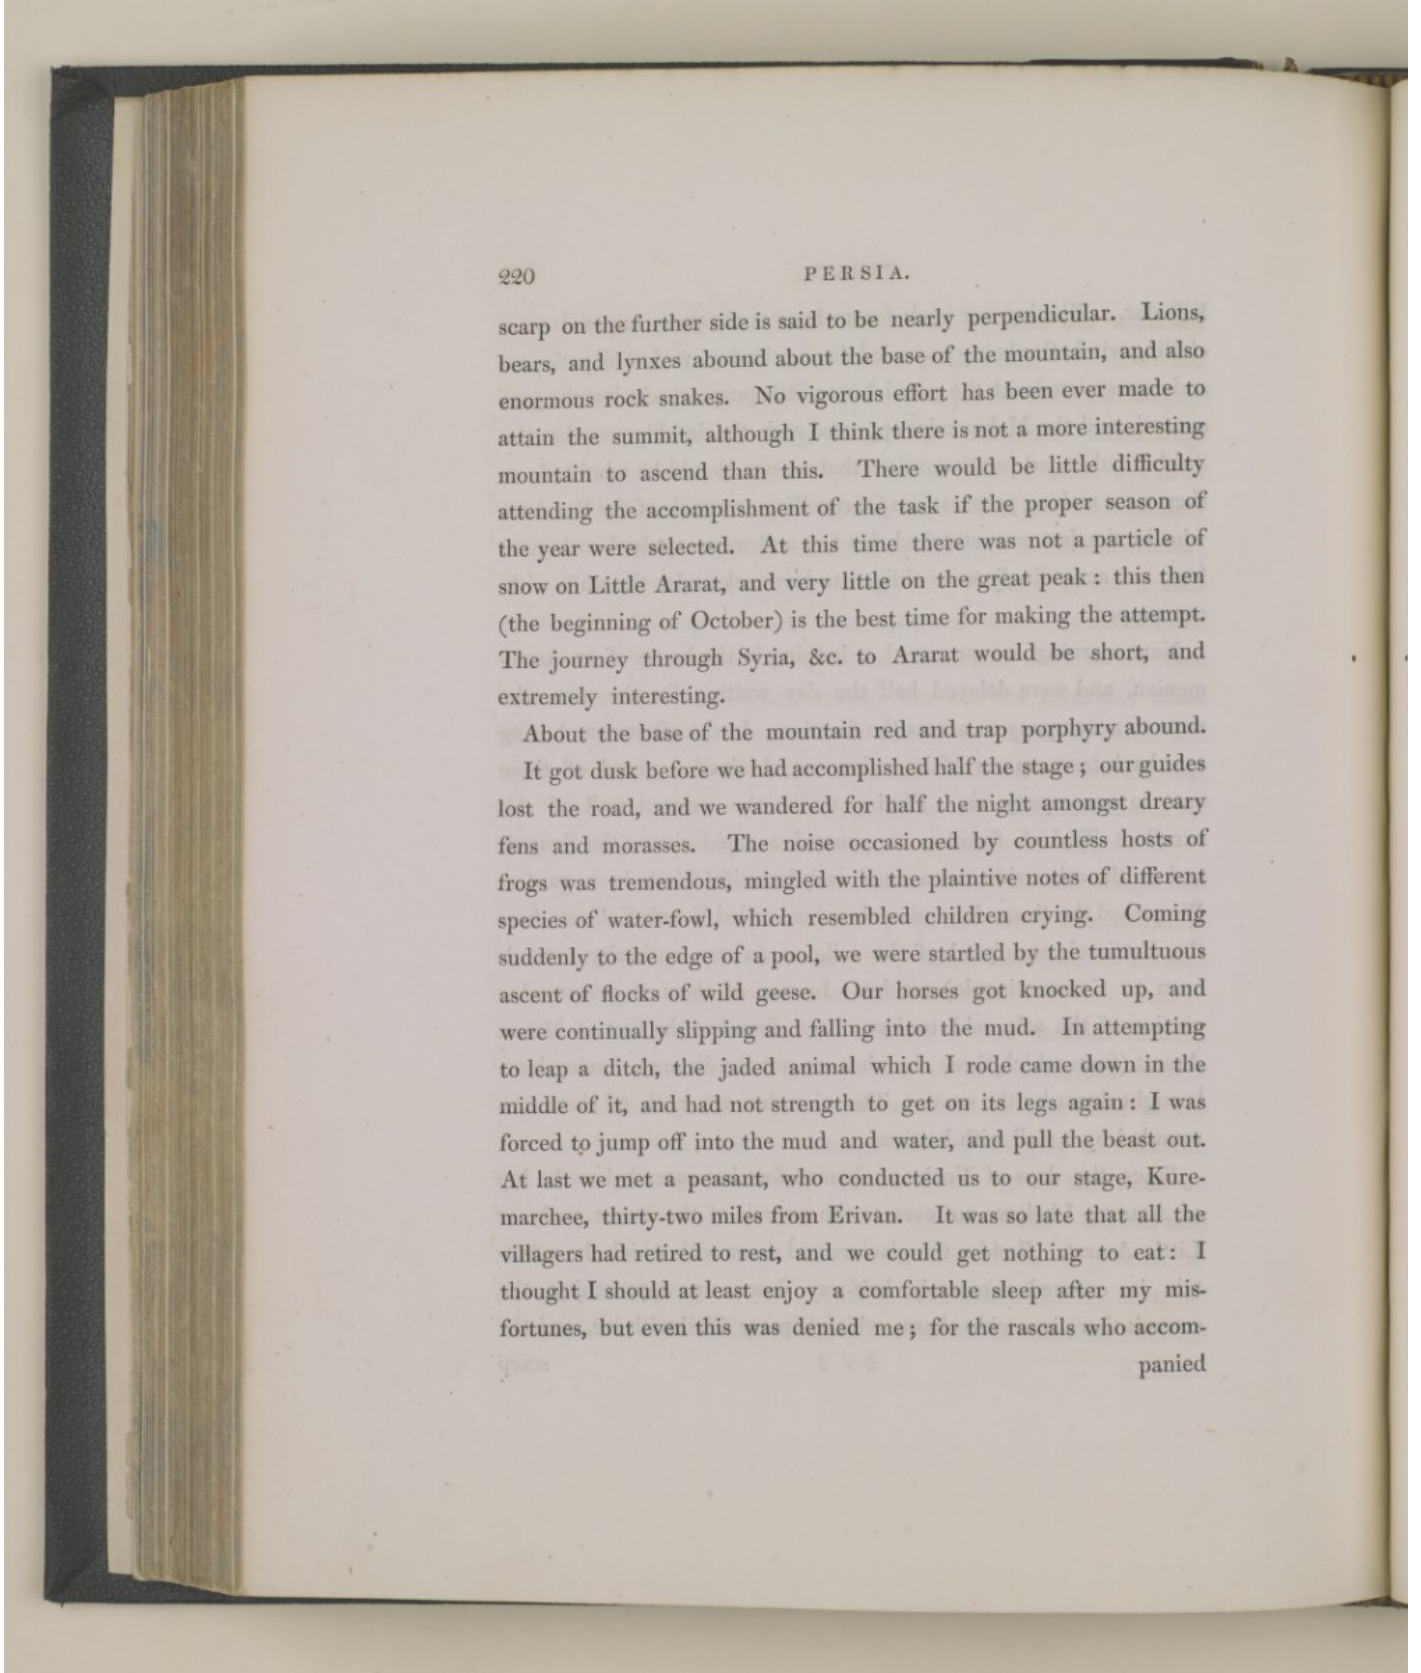 220
PERSIA.
scarp on the further side is said to be nearly perpendicular. Lions,
bears, and lynxes abound about the base of the mountain, and also
enormous rock snakes. No vigorous effort has been ever made to
attain the summit, although I think there is not a more interesting
mountain to ascend than this. There would be little difficulty
attending the accomplishment of the task if the proper season of
the year were selected. At this time there was not a particle of
snow on Little Ararat, and very little on the great peak : this then
(the beginning of October) is the best time for making the attempt.
The journey through Syria, &c. to Ararat would be short, and
extremely interesting.
About the base of the mountain red and trap porphyry abound.
It got dusk before we had accomplished half the stage ; our guides
lost the road, and we wandered for half the night amongst dreary
fens and morasses. The noise occasioned by countless hosts of
frogs was tremendous, mingled with the plaintive notes of different
species of water-fowl, which resembled children crying. Coming
suddenly to the edge of a pool, we were startled by the tumultuous
ascent of flocks of wild geese. Our horses got knocked up, and
were continually slipping and falling into the mud. In attempting
to leap a ditch, the jaded animal which I rode came down in the
middle of it, and had not strength to get on its legs again : I was
forced to jump off into the mud and water, and pull the beast out.
At last we met a peasant, who conducted us to our stage, Kure-
marchee, thirty-two miles from Erivan. It was so late that all the
villagers had retired to rest, and we could get nothing to eat : I
thought I should at least enjoy a comfortable sleep after my mis-
fortunes, but even this was denied me ; for the rascals who accom-
panied